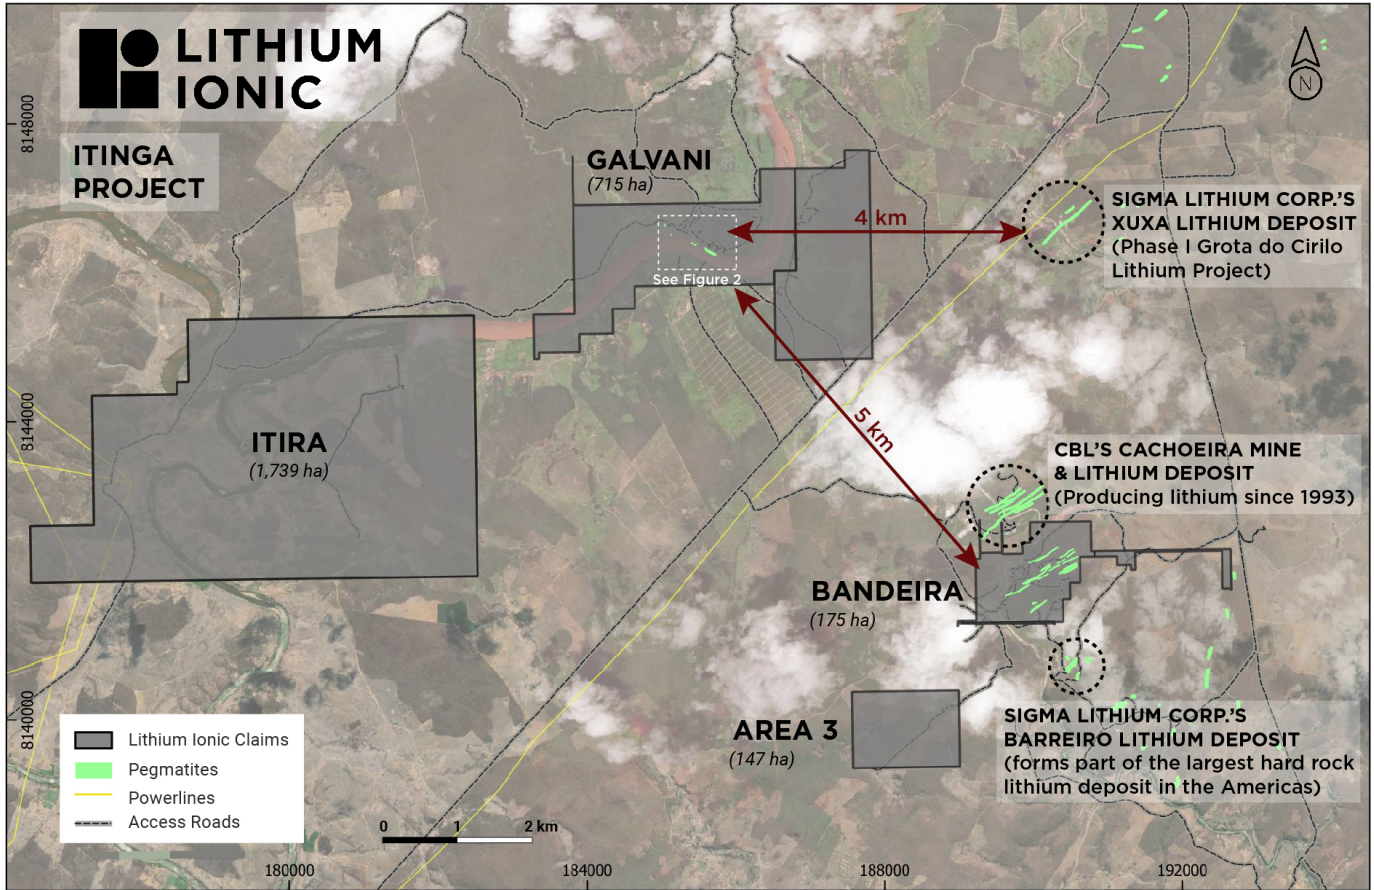 LITHIUM
IONIC
ITINGA
PROJECT
N
8148000
8144000
8140000
GALVANI
(715 ha)
See Figure 2
4 km
5 km
SIGMA LITHIUM CORP.'S
XUXA LITHIUM DEPOSIT
(Phase I Grota do Cirilo
Lithium Project)
ITIRA
(1,739 ha)
CBL'S CACHOEIRA MINE
& LITHIUM DEPOSIT
(Producing lithium since 1993)
BANDEIRA
(175 ha)
AREA 3
(147 ha)
SIGMA LITHIUM CORP.'S
BARREIRO LITHIUM DEPOSIT
(forms part of the largest hard rock
lithium deposit in the Americas)
Lithium Ionic Claims
Pegmatites
Powerlines
Access Roads
0 1 2 km
180000 184000 188000 192000